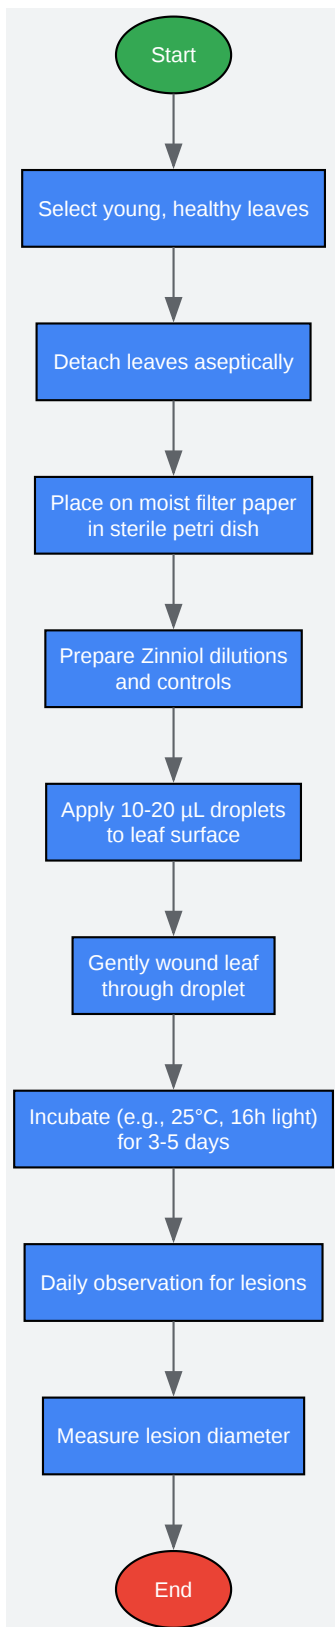 Start
Select young, healthy leaves
Detach leaves aseptically
Place on moist filter paper
in sterile petri dish
Prepare Zinniol dilutions
and controls
Apply 10-20 µL droplets
to leaf surface
Gently wound leaf
through droplet
Incubate (e.g., 25°C, 16h light)
for 3-5 days
Daily observation for lesions
Measure lesion diameter
End